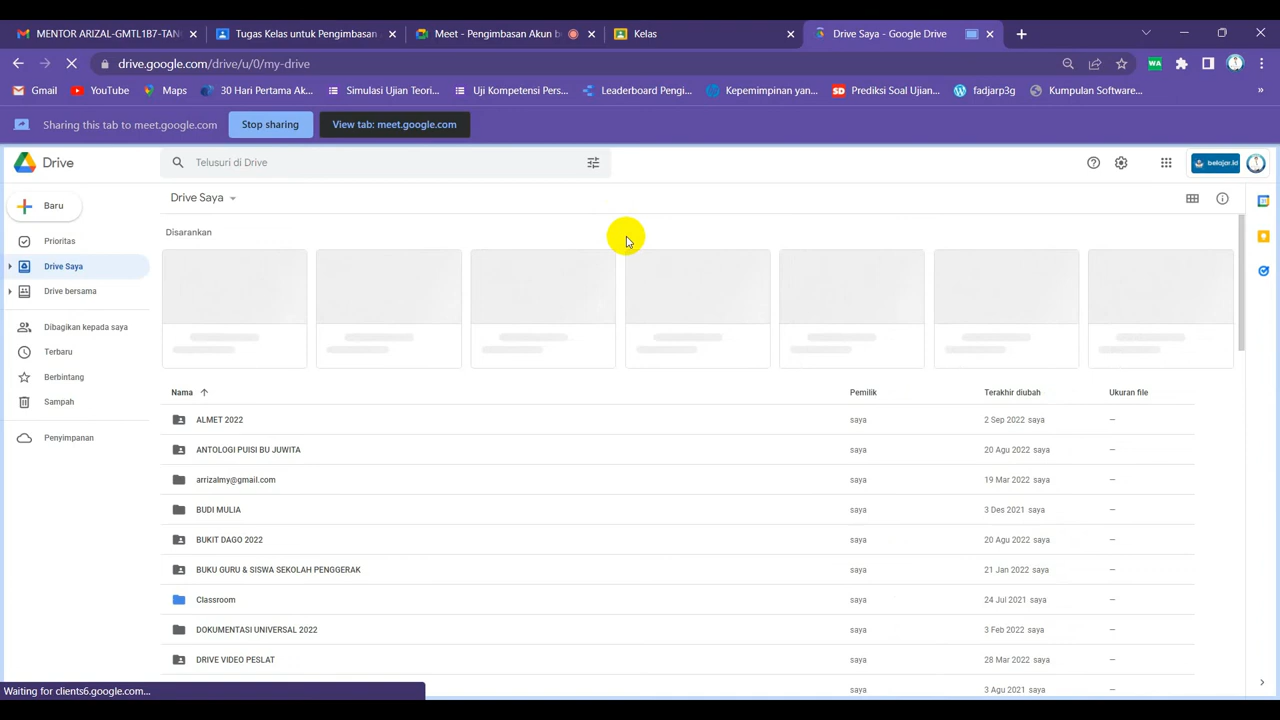 MENTOR ARIZAL-GMTL1B7-TAN
Tugas Kelas untuk Pengimbasan
Meet - Pengimbasan Akun b
Kelas
Drive Saya - Google Drive
drive.google.com/drive/u/0/my-drive
WA
Gmail
YouTube
Maps
30 Hari Pertama Ak...
Simulasi Ujian Teori...
Uji Kompetensi Pers...
Leaderboard Pengi...
Kepemimpinan yan...
SD
Prediksi Soal Ujian...
fadjarp3g
Kumpulan Software...
»
Sharing this tab to meet.google.com
Stop sharing
View tab: meet.google.com
Drive
Telusuri di Drive
belajar.id
Baru
Drive Saya
Prioritas
Disarankan
Drive Saya
Drive bersama
Dibagikan kepada saya
Terbaru
Berbintang
Sampah
Penyimpanan
Nama Pemilik Terakhir diubah Ukuran file
ALMET 2022 saya 2 Sep 2022 saya —
ANTOLOGI PUISI BU JUWITA saya 20 Agu 2022 saya —
arrizalmy@gmail.com saya 19 Mar 2022 saya —
BUDI MULIA saya 3 Des 2021 saya —
BUKIT DAGO 2022 saya 20 Agu 2022 saya —
BUKU GURU & SISWA SEKOLAH PENGGERAK saya 21 Jan 2022 saya —
Classroom saya 24 Jul 2021 saya —
DOKUMENTASI UNIVERSAL 2022 saya 3 Feb 2022 saya —
DRIVE VIDEO PESLAT saya 28 Mar 2022 saya —
saya 3 Agu 2021 saya —
Waiting for clients6.google.com...